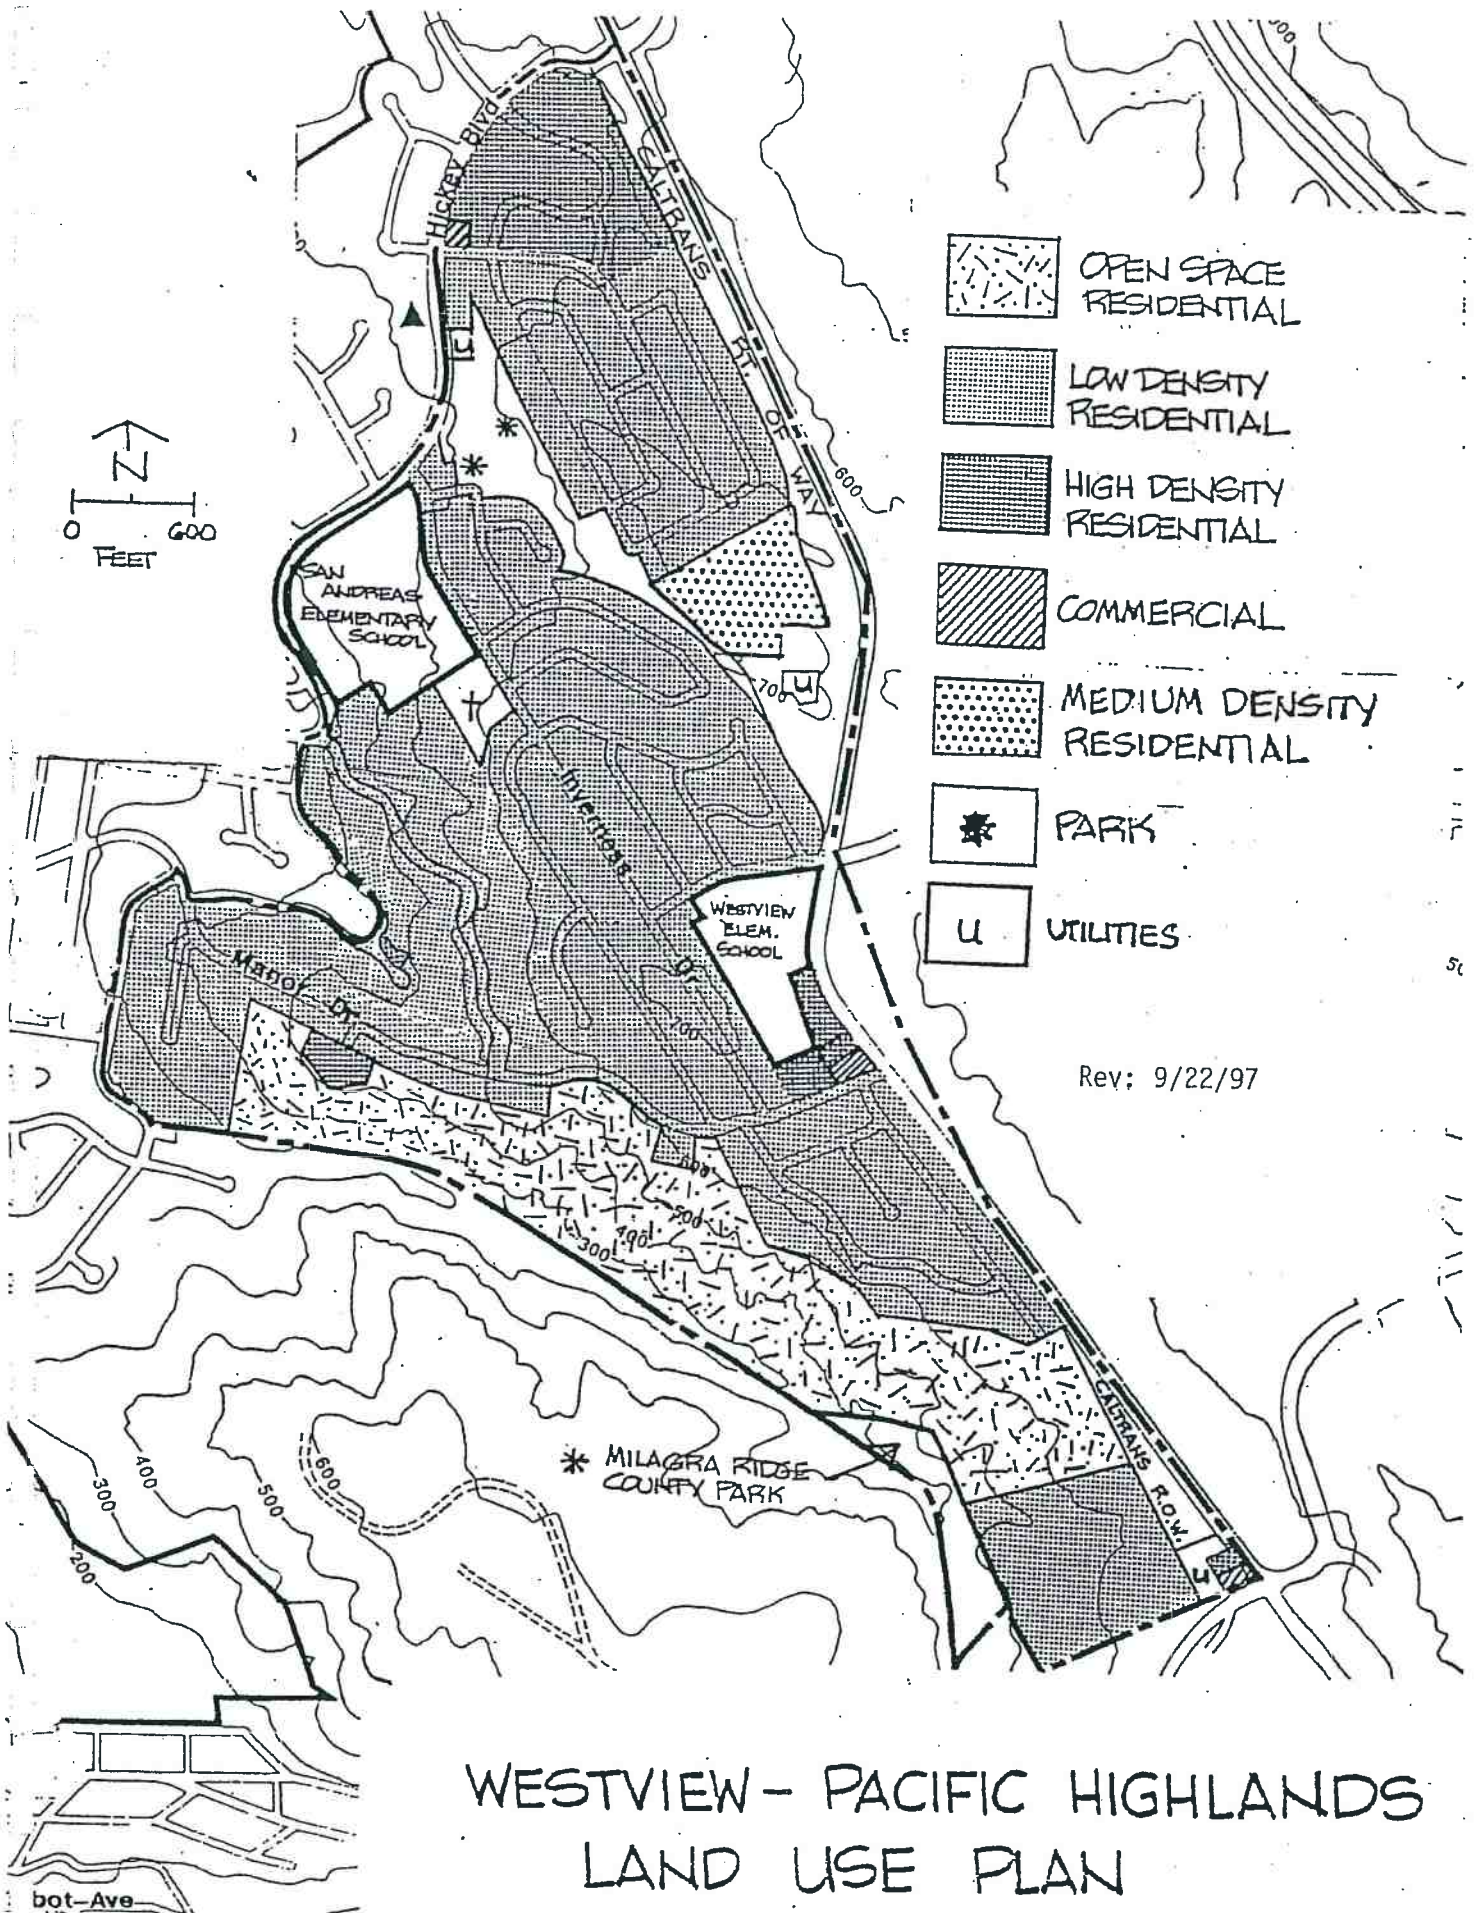 Hickey Blvd
CALTRANS RT. OF WAY
600
U
N
0 600
FEET
SAN
ANDREAS
ELEMENTARY
SCHOOL
700
U
Inverness Dr
WESTVIEW
ELEM.
SCHOOL
Manor Dr.
700
600
500
400
300
CALTRANS R.O.W.
U
MILAGRA RIDGE
COUNTY PARK
600
500
400
300
200
bot-Ave
OPEN SPACE
RESIDENTIAL
LOW DENSITY
RESIDENTIAL
HIGH DENSITY
RESIDENTIAL
COMMERCIAL
MEDIUM DENSITY
RESIDENTIAL
PARK
U UTILITIES
Rev: 9/22/97
WESTVIEW - PACIFIC HIGHLANDS
LAND USE PLAN